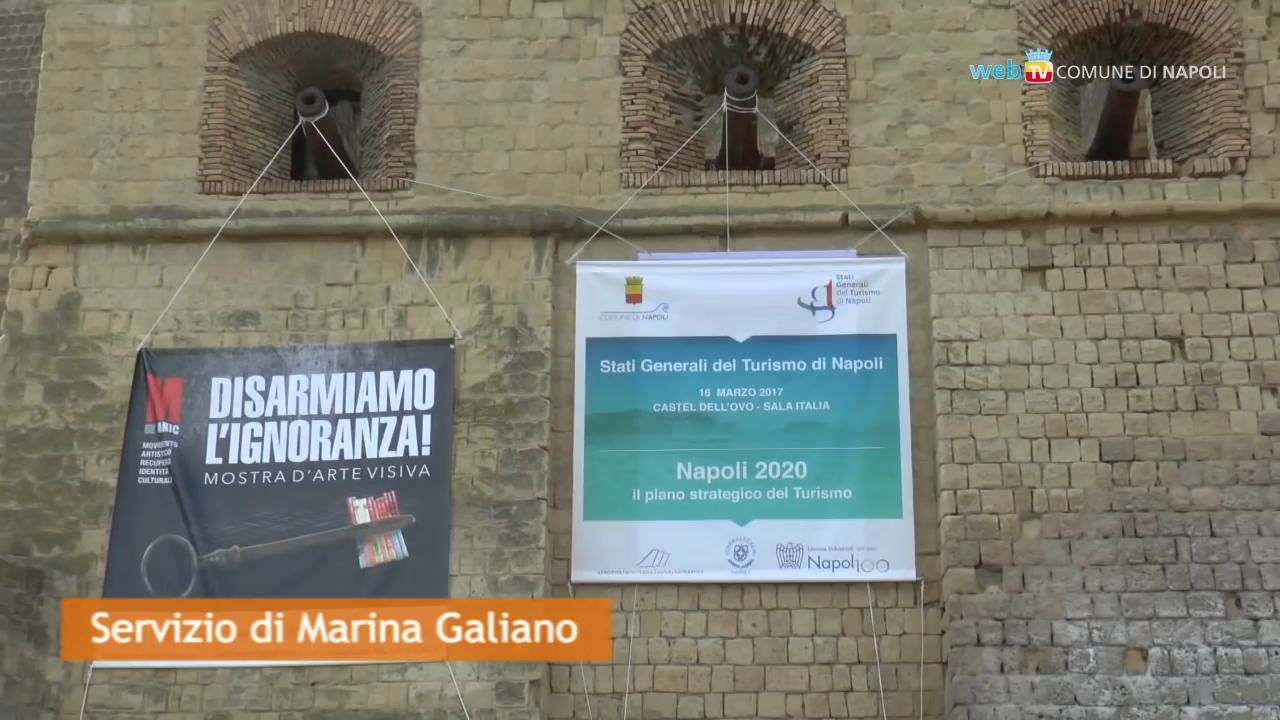 web TV COMUNE DI NAPOLI
COMUNE DI NAPOLI
Stati
Generali
del Turismo
di Napoli
Stati Generali del Turismo di Napoli
16 MARZO 2017
CASTEL DELL'OVO - SALA ITALIA
Napoli 2020
il piano strategico del Turismo
Napoli100
M
ARIC
MOVIMENTO
ARTISTICO
RECUPERO
IDENTITÀ
CULTURALI
DISARMIAMO
L'IGNORANZA!
MOSTRA D'ARTE VISIVA
Servizio di Marina Galiano